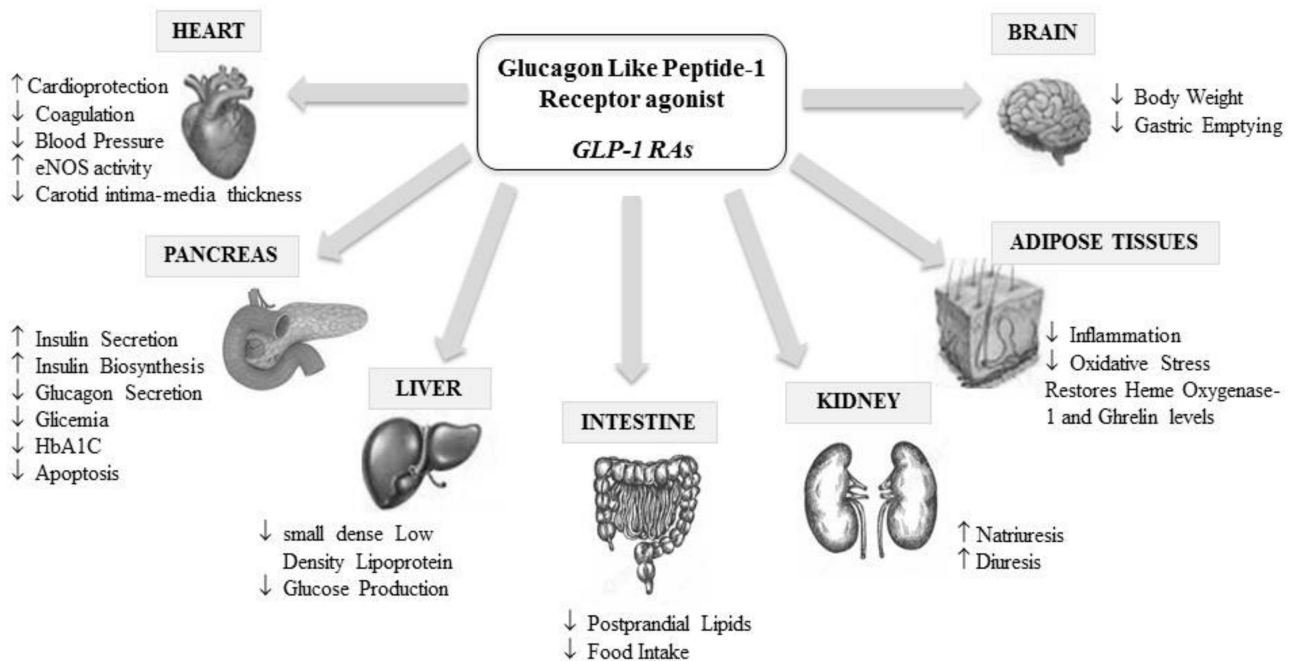 Glucagon Like Peptide-1
Receptor agonist
GLP-1 RAs
HEART
↑ Cardioprotection
↓ Coagulation
↓ Blood Pressure
↑ eNOS activity
↓ Carotid intima-media thickness
BRAIN
↓ Body Weight
↓ Gastric Emptying
PANCREAS
↑ Insulin Secretion
↑ Insulin Biosynthesis
↓ Glucagon Secretion
↓ Glicemia
↓ HbA1C
↓ Apoptosis
LIVER
↓ small dense Low
Density Lipoprotein
↓ Glucose Production
INTESTINE
↓ Postprandial Lipids
↓ Food Intake
KIDNEY
↑ Natriuresis
↑ Diuresis
ADIPOSE TISSUES
↓ Inflammation
↓ Oxidative Stress
Restores Heme Oxygenase-
1 and Ghrelin levels